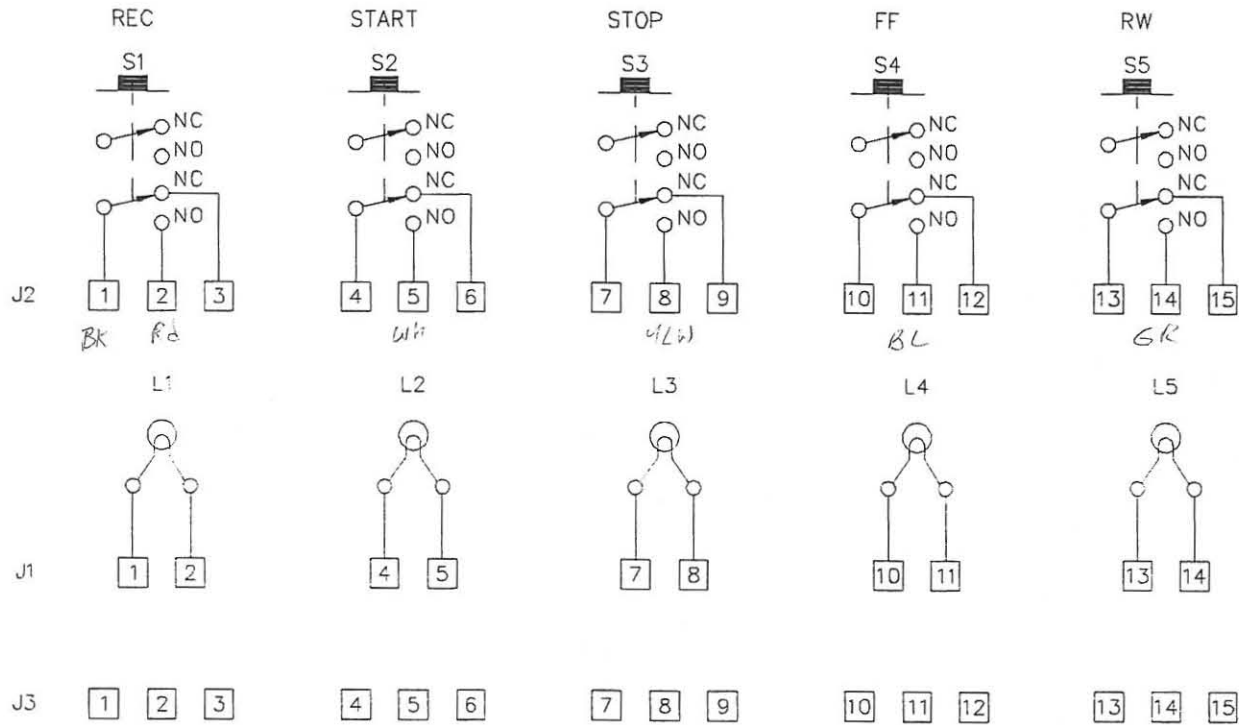 REC START STOP FF RW
S1 S2 S3 S4 S5
NC NC NC NC NC
NO NO NO NO NO
NC NC NC NC NC
NO NO NO NO NO
J2 1 2 3 4 5 6 7 8 9 10 11 12 13 14 15
BK Rd WH YLW BL GR
L1 L2 L3 L4 L5
J1 1 2 4 5 7 8 10 11 13 14
J3 1 2 3 4 5 6 7 8 9 10 11 12 13 14 15